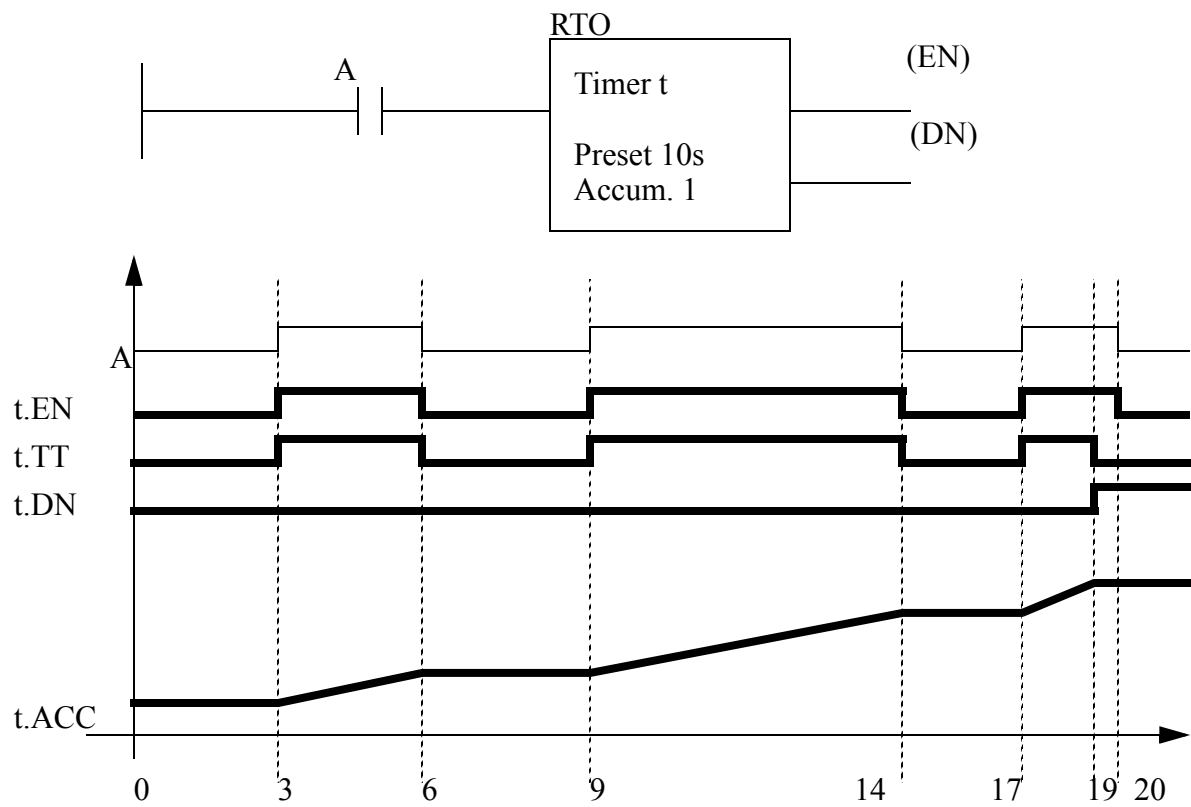 RTO
A
(EN)
Timer t
(DN)
Preset 10s
Accum. 1
A
t.EN
t.TT
t.DN
t.ACC
0 3 6 9 14 17 19 20